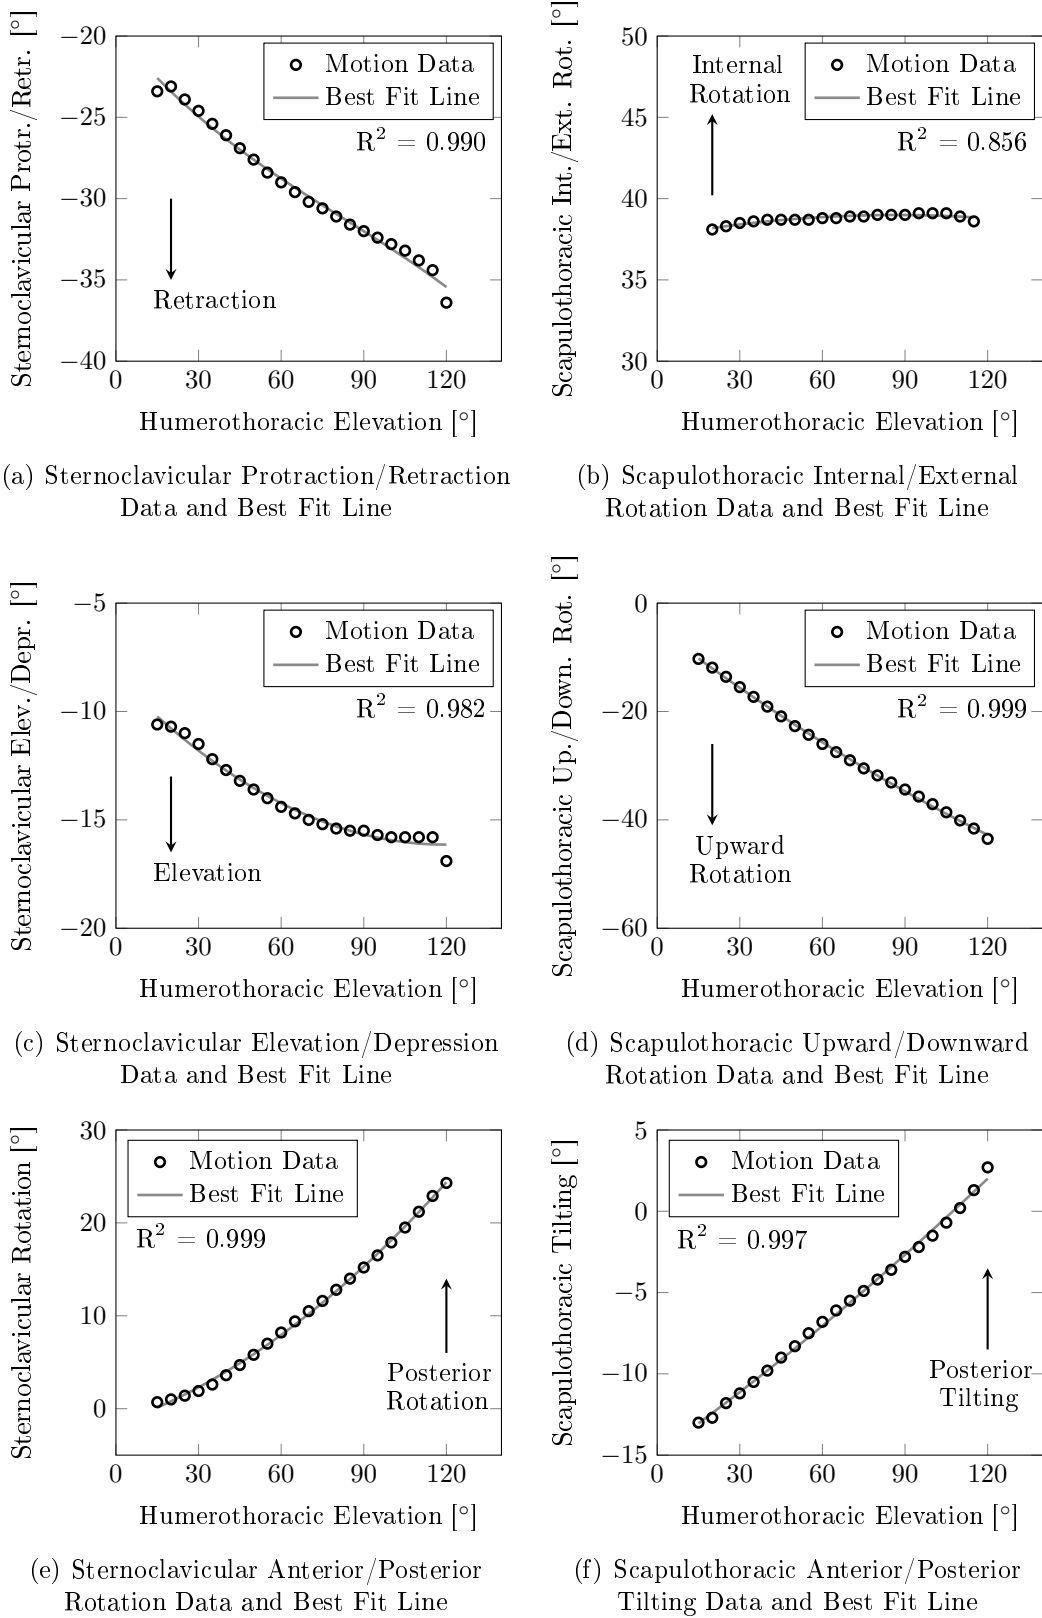 Sternoclavicular Protr./Retr. [°]
−20
−25
−30
−35
−40
0 30 60 90 120
Humerothoracic Elevation [°]
Motion Data
Best Fit Line
R² = 0.990
Retraction
(a) Sternoclavicular Protraction/Retraction
Data and Best Fit Line
Scapulothoracic Int./Ext. Rot. [°]
50
45
40
35
30
0 30 60 90 120
Humerothoracic Elevation [°]
Internal
Rotation
Motion Data
Best Fit Line
R² = 0.856
(b) Scapulothoracic Internal/External
Rotation Data and Best Fit Line
Sternoclavicular Elev./Depr. [°]
−5
−10
−15
−20
0 30 60 90 120
Humerothoracic Elevation [°]
Motion Data
Best Fit Line
R² = 0.982
Elevation
(c) Sternoclavicular Elevation/Depression
Data and Best Fit Line
Scapulothoracic Up./Down. Rot. [°]
0
−20
−40
−60
0 30 60 90 120
Humerothoracic Elevation [°]
Motion Data
Best Fit Line
R² = 0.999
Upward
Rotation
(d) Scapulothoracic Upward/Downward
Rotation Data and Best Fit Line
Sternoclavicular Rotation [°]
30
20
10
0
0 30 60 90 120
Humerothoracic Elevation [°]
Motion Data
Best Fit Line
R² = 0.999
Posterior
Rotation
(e) Sternoclavicular Anterior/Posterior
Rotation Data and Best Fit Line
Scapulothoracic Tilting [°]
5
0
−5
−10
−15
0 30 60 90 120
Humerothoracic Elevation [°]
Motion Data
Best Fit Line
R² = 0.997
Posterior
Tilting
(f) Scapulothoracic Anterior/Posterior
Tilting Data and Best Fit Line